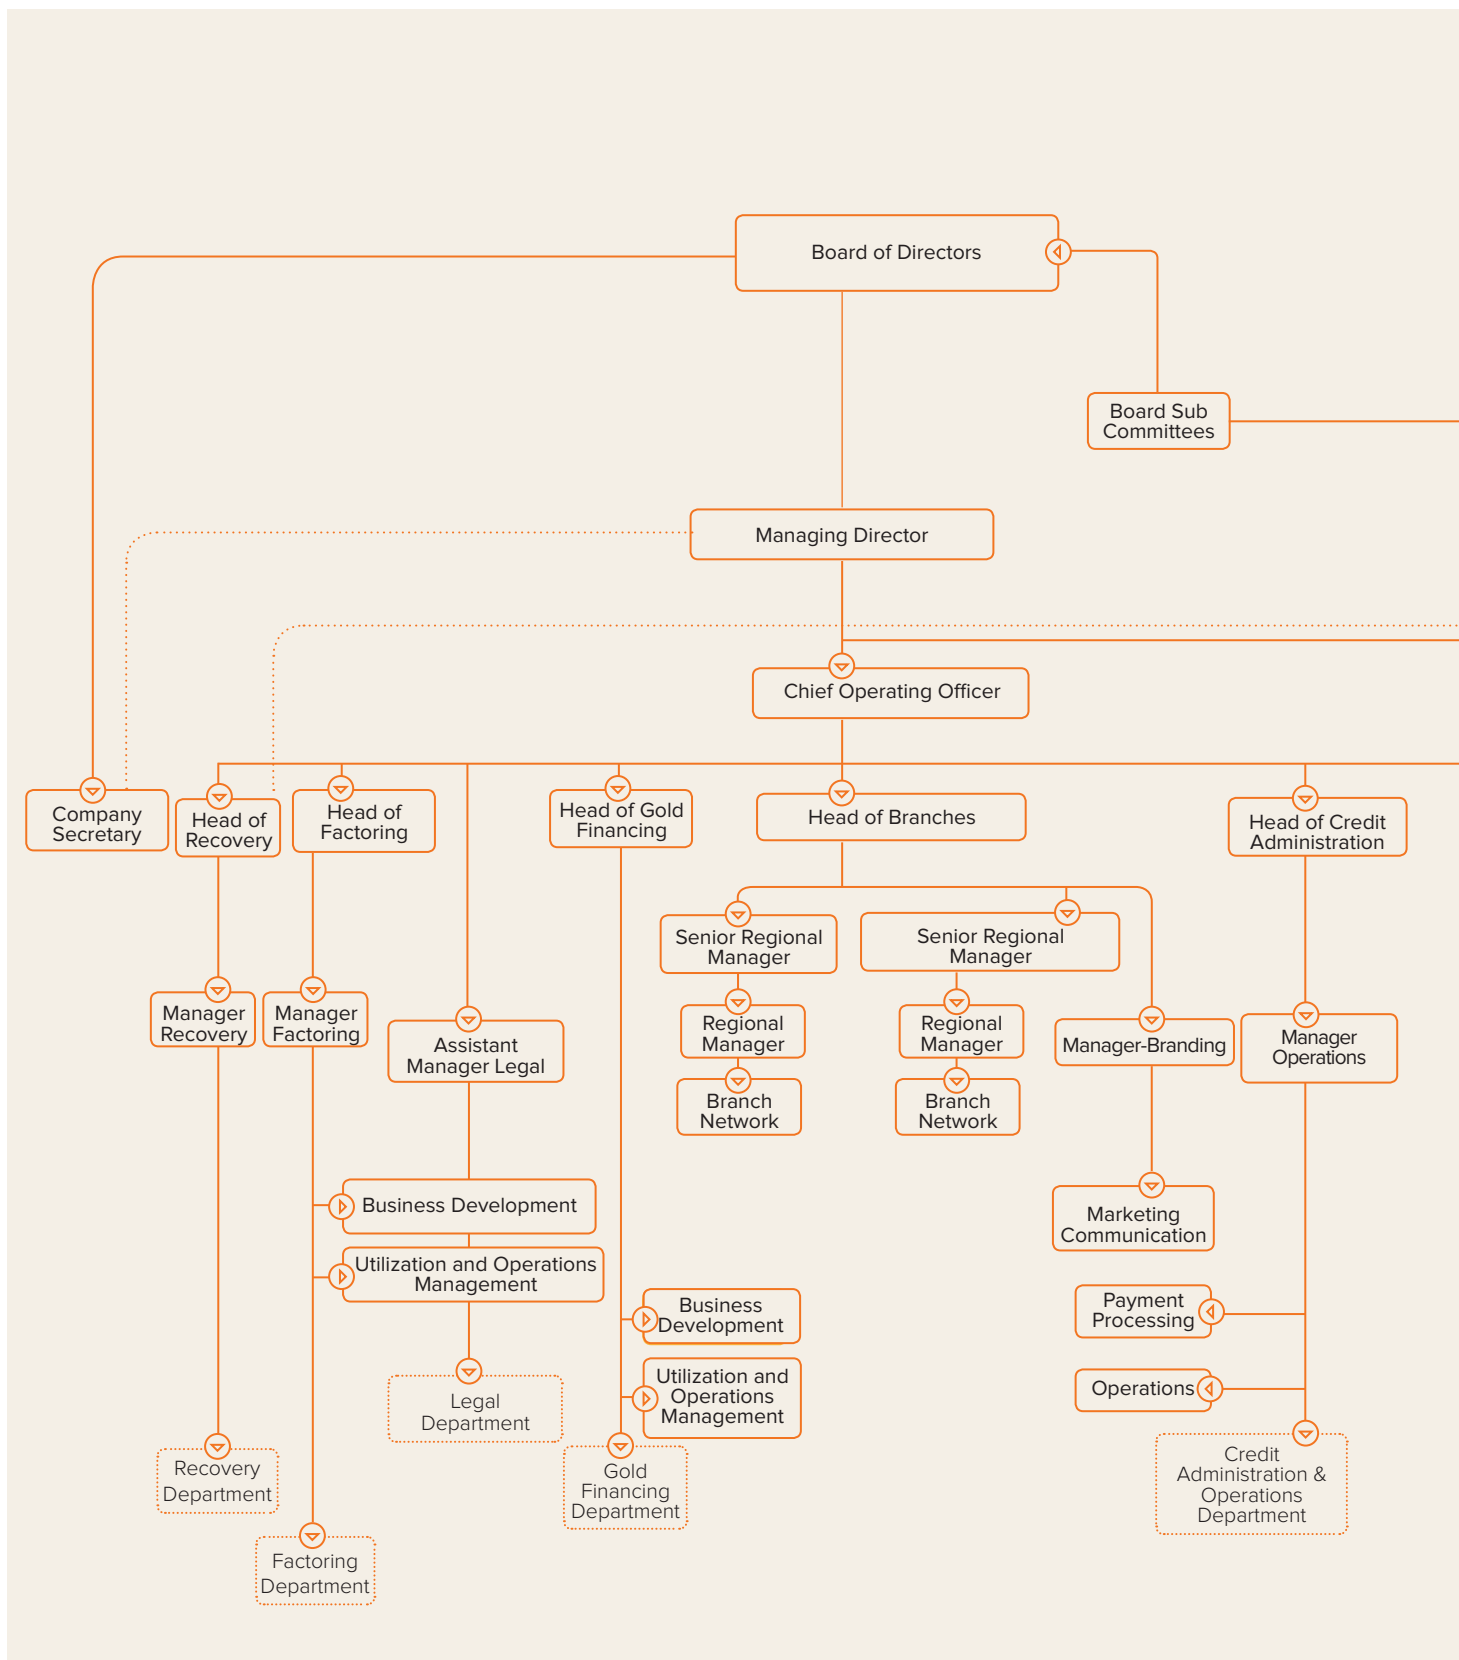 Board of Directors
Board Sub
Committees
Managing Director
Chief Operating Officer
Company
Secretary
Head of
Recovery
Head of
Factoring
Head of Gold
Financing
Head of Branches
Head of Credit
Administration
Senior Regional
Manager
Senior Regional
Manager
Manager
Recovery
Manager
Factoring
Assistant
Manager Legal
Regional
Manager
Regional
Manager
Manager-Branding
Manager
Operations
Branch
Network
Branch
Network
Business Development
Marketing
Communication
Utilization and Operations
Management
Business
Development
Payment
Processing
Utilization and
Operations
Management
Operations
Legal
Department
Recovery
Department
Gold
Financing
Department
Credit
Administration &
Operations
Department
Factoring
Department